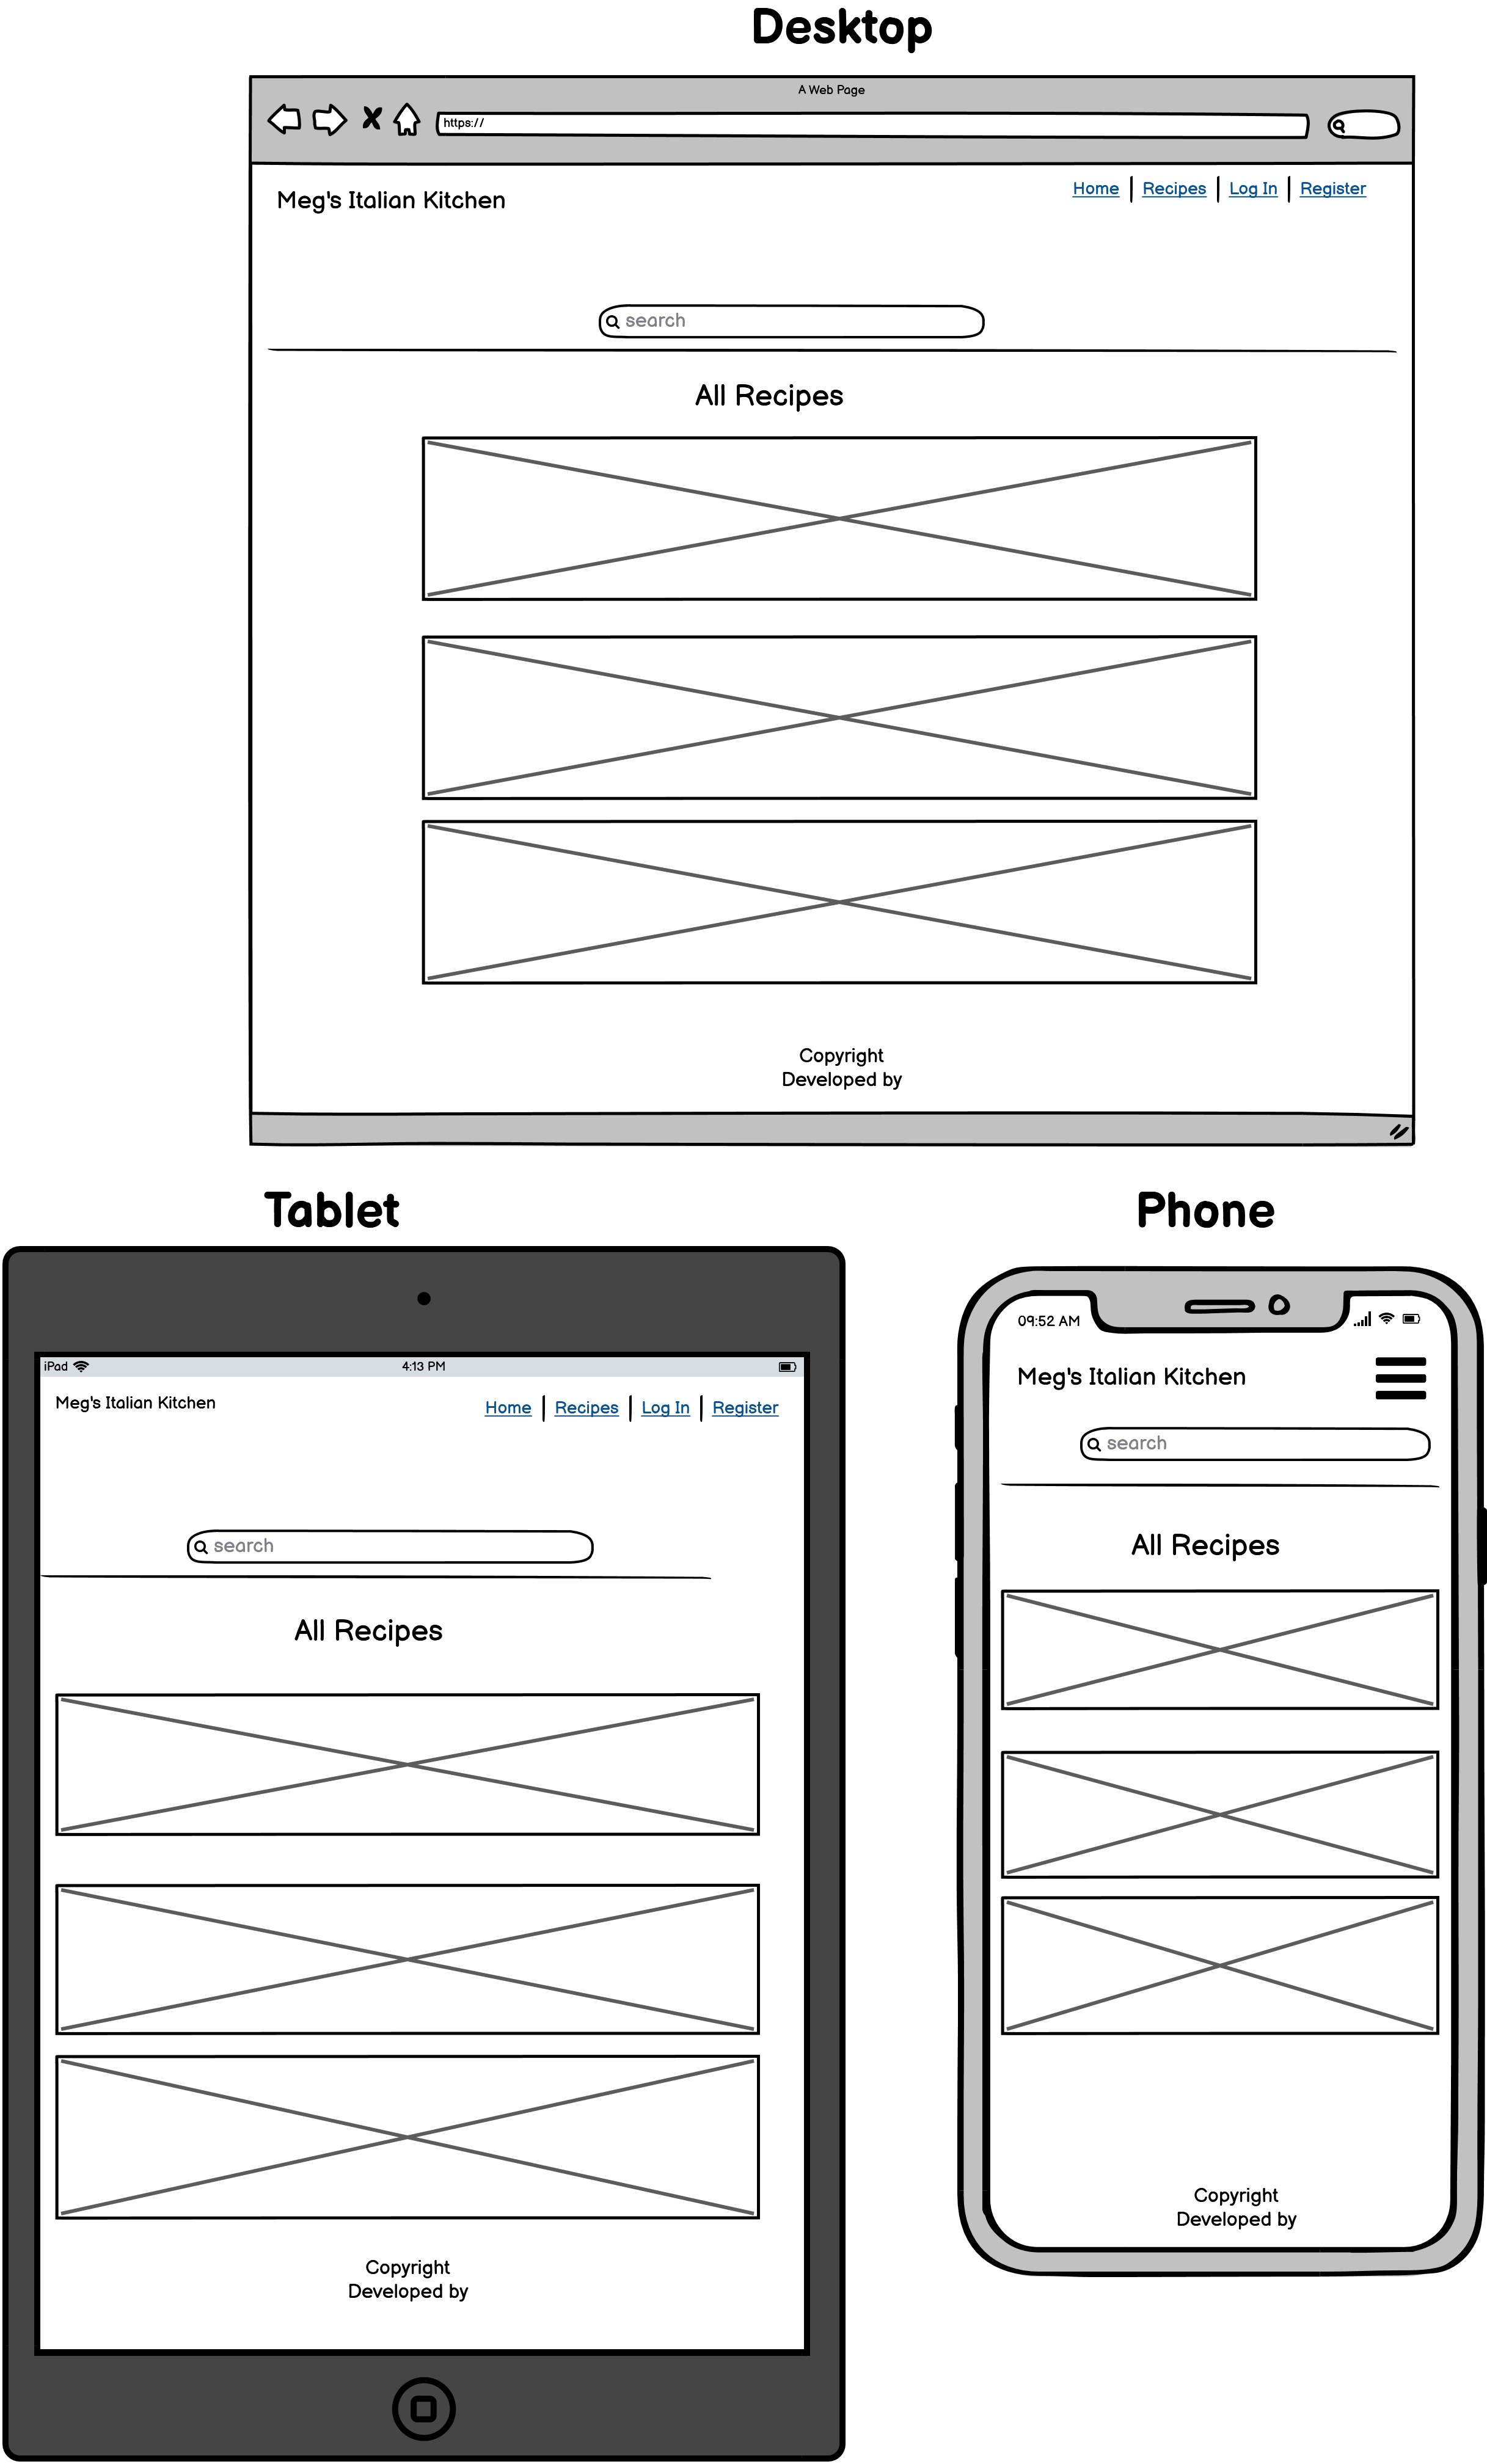 Desktop
A Web Page
https://
Meg's Italian Kitchen
Home Recipes Log In Register
search
All Recipes
Copyright
Developed by
Tablet
iPad 4:13 PM
Meg's Italian Kitchen
Home Recipes Log In Register
search
All Recipes
Copyright
Developed by
Phone
09:52 AM
Meg's Italian Kitchen
search
All Recipes
Copyright
Developed by